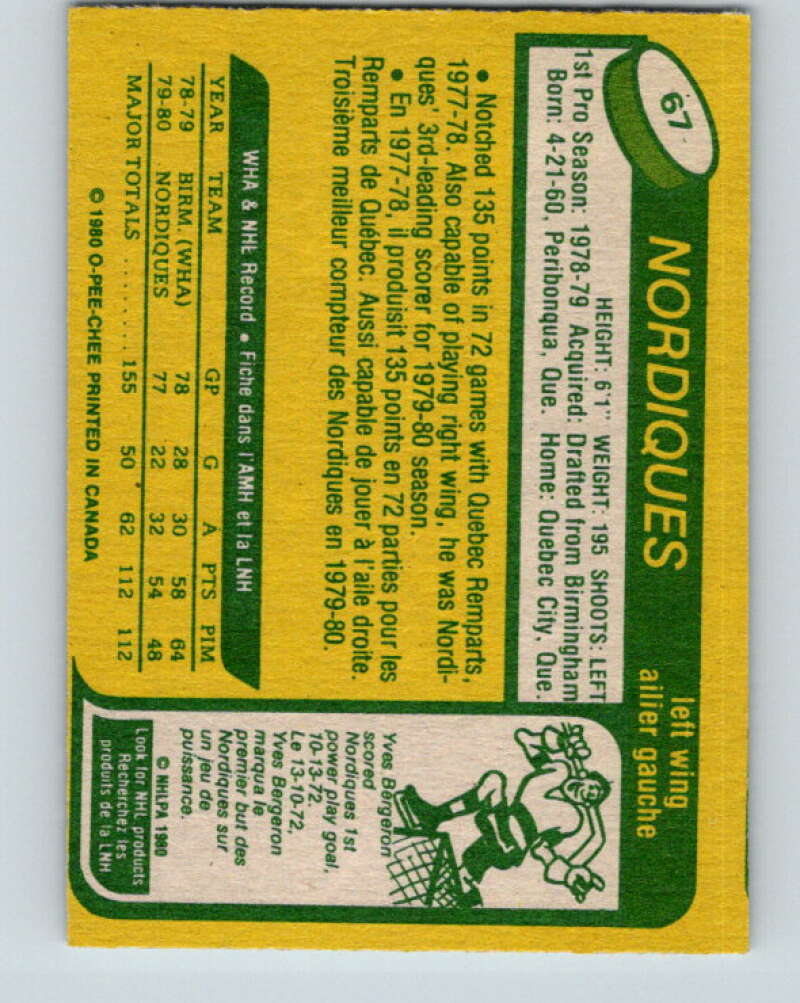 67
NORDIQUES
left wing
ailier gauche
HEIGHT: 6'1" WEIGHT: 195 SHOOTS: LEFT
1st Pro Season: 1978-79 Acquired: Drafted from Birmingham
Born: 4-21-60, Peribonqua, Que. Home: Quebec City, Que.
• Notched 135 points in 72 games with Quebec Remparts,
1977-78. Also capable of playing right wing, he was Nordi-
ques' 3rd-leading scorer for 1979-80 season.
• En 1977-78, il produisit 135 points en 72 parties pour les
Remparts de Québec. Aussi capable de jouer à l'aile droite.
Troisième meilleur compteur des Nordiques en 1979-80.
WHA & NHL Record • Fiche dans l'AMH et la LNH
YEAR TEAM GP G A PTS PIM
78-79 BIRM. (WHA) 78 28 30 58 64
79-80 NORDIQUES 77 22 32 54 48
MAJOR TOTALS ........ 155 50 62 112 112
© 1980 O-PEE-CHEE PRINTED IN CANADA
Yves Bergeron
scored
Nordiques 1st
power play goal,
10-13-72.
Le 13-10-72,
Yves Bergeron
marqua le
premier but des
Nordiques sur
un jeu de
puissance.
© NHLPA 1980
Look for NHL products
Recherchez les
produits de la LNH